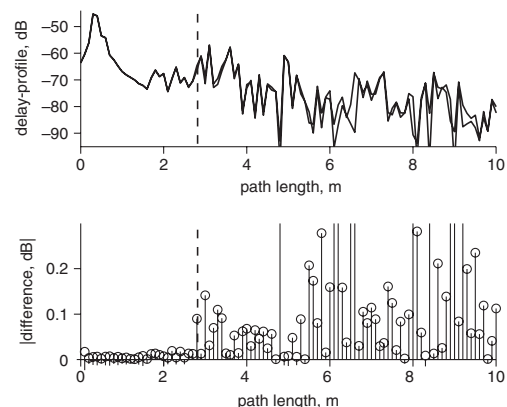 −50
−60
−70
−80
−90
delay-profile, dB
0 2 4 6 8 10
path length, m
0.2
0.1
0
|difference, dB|
0 2 4 6 8 10
path length, m